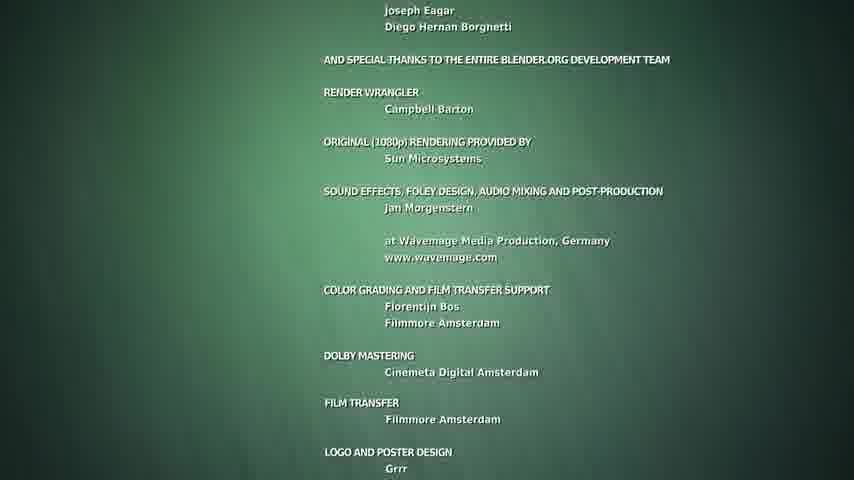 Joseph Eagar
Diego Hernan Borgnetti
AND SPECIAL THANKS TO THE ENTIRE BLENDER.ORG DEVELOPMENT TEAM
RENDER WRANGLER
Campbell Barton
ORIGINAL (1080p) RENDERING PROVIDED BY
Sun Microsystems
SOUND EFFECTS, FOLEY DESIGN, AUDIO MIXING AND POST-PRODUCTION
Jan Morgenstern
at Wavemage Media Production, Germany
www.wavemage.com
COLOR GRADING AND FILM TRANSFER SUPPORT
Florentijn Bos
Filmmore Amsterdam
DOLBY MASTERING
Cinemeta Digital Amsterdam
FILM TRANSFER
Filmmore Amsterdam
LOGO AND POSTER DESIGN
Grrr